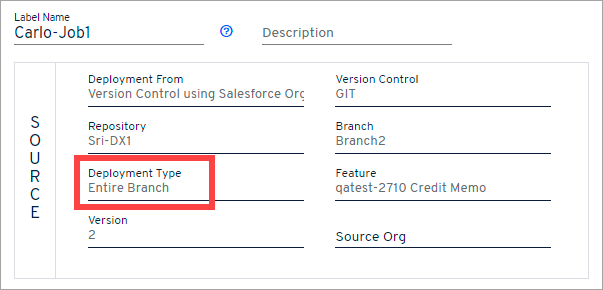 Label Name
Carlo-Job1
Description
SOURCE
Deployment From
Version Control using Salesforce Org
Version Control
GIT
Repository
Sri-DX1
Branch
Branch2
Deployment Type
Entire Branch
Feature
qatest-2710 Credit Memo
Version
2
Source Org